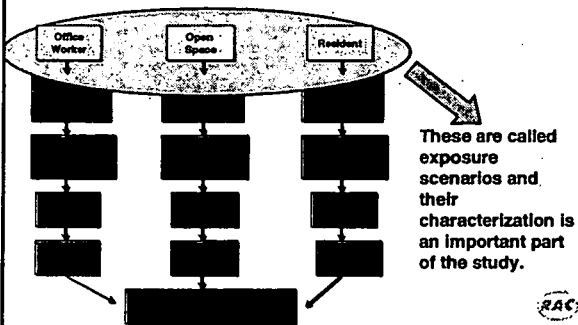 Office
Worker
Open
Space
Resident
These are called
exposure
scenarios and
their
characterization is
an important part
of the study.
RAC